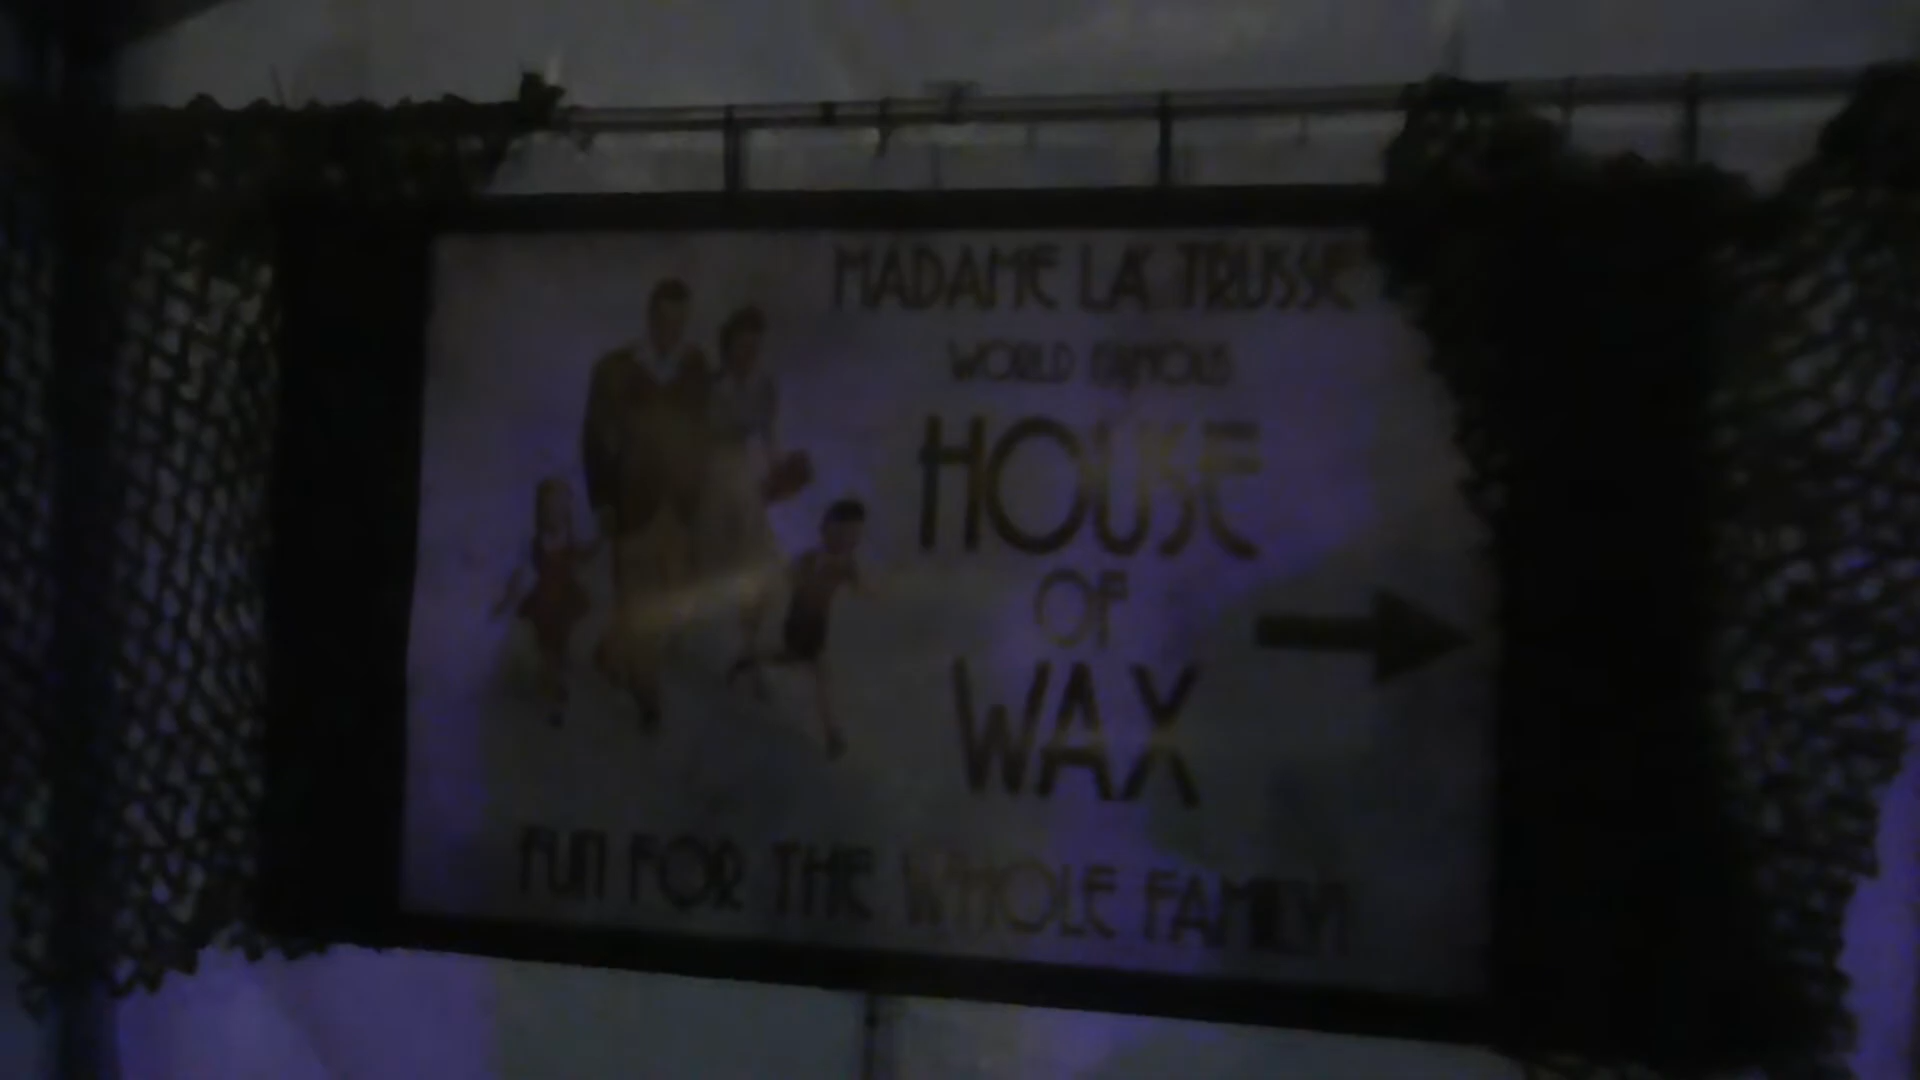 MADAME LA TRUSSE
WORLD FAMOUS
HOUSE
OF
WAX
FUN FOR THE WHOLE FAMILY!